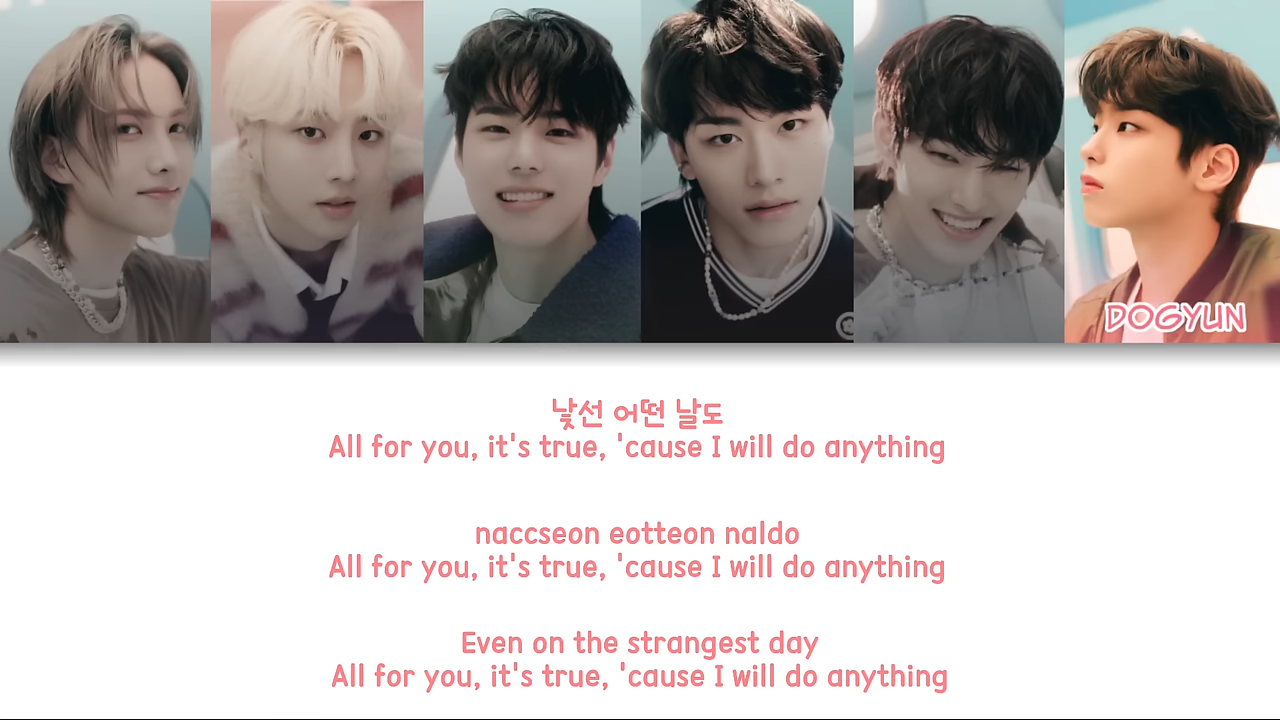 DOGYUN
낯선 어떤 날도
All for you, it's true, 'cause I will do anything
naccseon eotteon naldo
All for you, it's true, 'cause I will do anything
Even on the strangest day
All for you, it's true, 'cause I will do anything